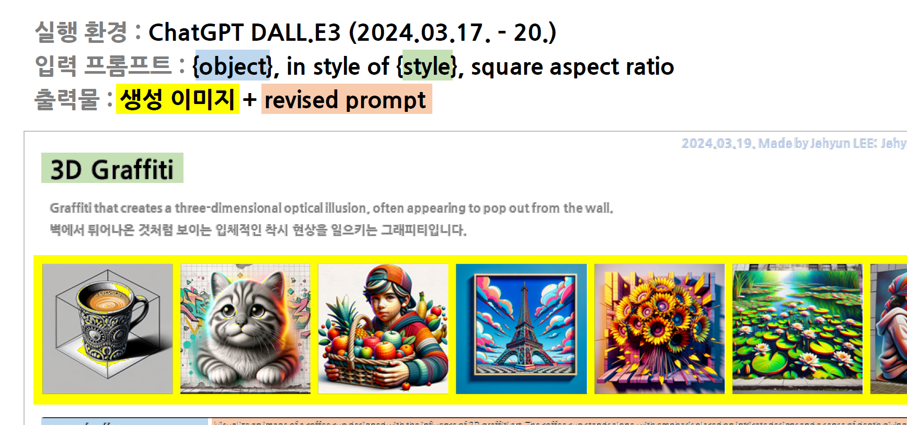 실행 환경 : ChatGPT DALL.E3 (2024.03.17. - 20.)
입력 프롬프트 : {object}, in style of {style}, square aspect ratio
출력물 : 생성 이미지 + revised prompt
2024.03.19. Made by Jehyun LEE: Jehy
3D Graffiti
Graffiti that creates a three-dimensional optical illusion, often appearing to pop out from the wall.
벽에서 튀어나온 것처럼 보이는 입체적인 착시 현상을 일으키는 그래피티입니다.